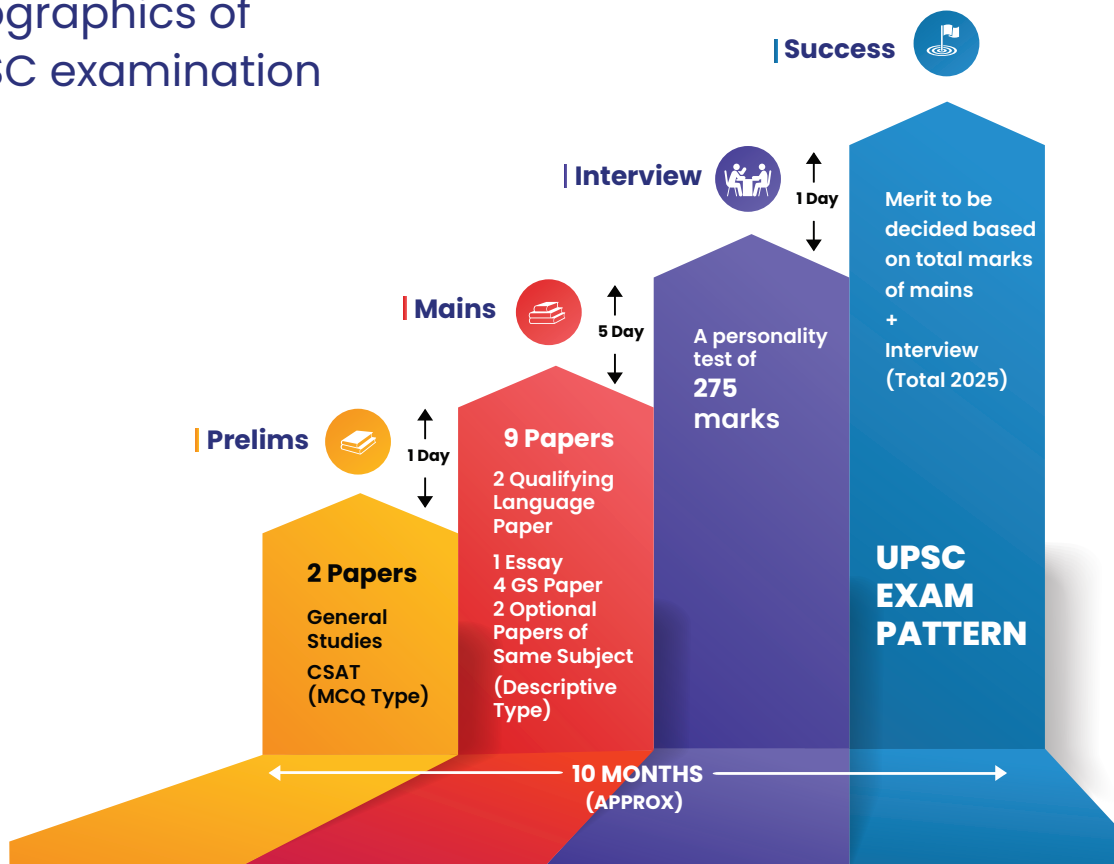 ographics of
SC examination
Success
Interview
1 Day
Merit to be
decided based
on total marks
of mains
+
Interview
(Total 2025)
Mains
5 Day
A personality
test of
275
marks
Prelims
1 Day
9 Papers
2 Qualifying
Language
Paper
1 Essay
4 GS Paper
2 Optional
Papers of
Same Subject
(Descriptive
Type)
2 Papers
General
Studies
CSAT
(MCQ Type)
UPSC
EXAM
PATTERN
10 MONTHS
(APPROX)